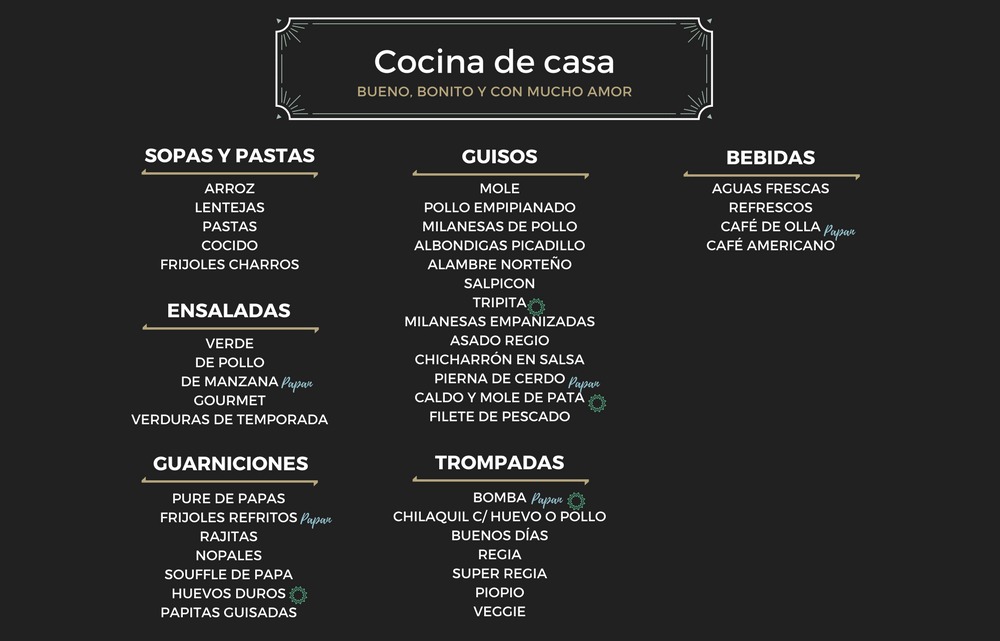 Cocina de casa
BUENO, BONITO Y CON MUCHO AMOR
SOPAS Y PASTAS
ARROZ
LENTEJAS
PASTAS
COCIDO
FRIJOLES CHARROS
ENSALADAS
VERDE
DE POLLO
DE MANZANA Papan
GOURMET
VERDURAS DE TEMPORADA
GUARNICIONES
PURE DE PAPAS
FRIJOLES REFRITOS Papan
RAJITAS
NOPALES
SOUFFLE DE PAPA
HUEVOS DUROS
PAPITAS GUISADAS
GUISOS
MOLE
POLLO EMPIPIANADO
MILANESAS DE POLLO
ALBONDIGAS PICADILLO
ALAMBRE NORTEÑO
SALPICON
TRIPITA
MILANESAS EMPANIZADAS
ASADO REGIO
CHICHARRÓN EN SALSA
PIERNA DE CERDO Papan
CALDO Y MOLE DE PATA
FILETE DE PESCADO
TROMPADAS
BOMBA Papan
CHILAQUIL C/ HUEVO O POLLO
BUENOS DÍAS
REGIA
SUPER REGIA
PIOPIO
VEGGIE
BEBIDAS
AGUAS FRESCAS
REFRESCOS
CAFÉ DE OLLA Papan
CAFÉ AMERICANO